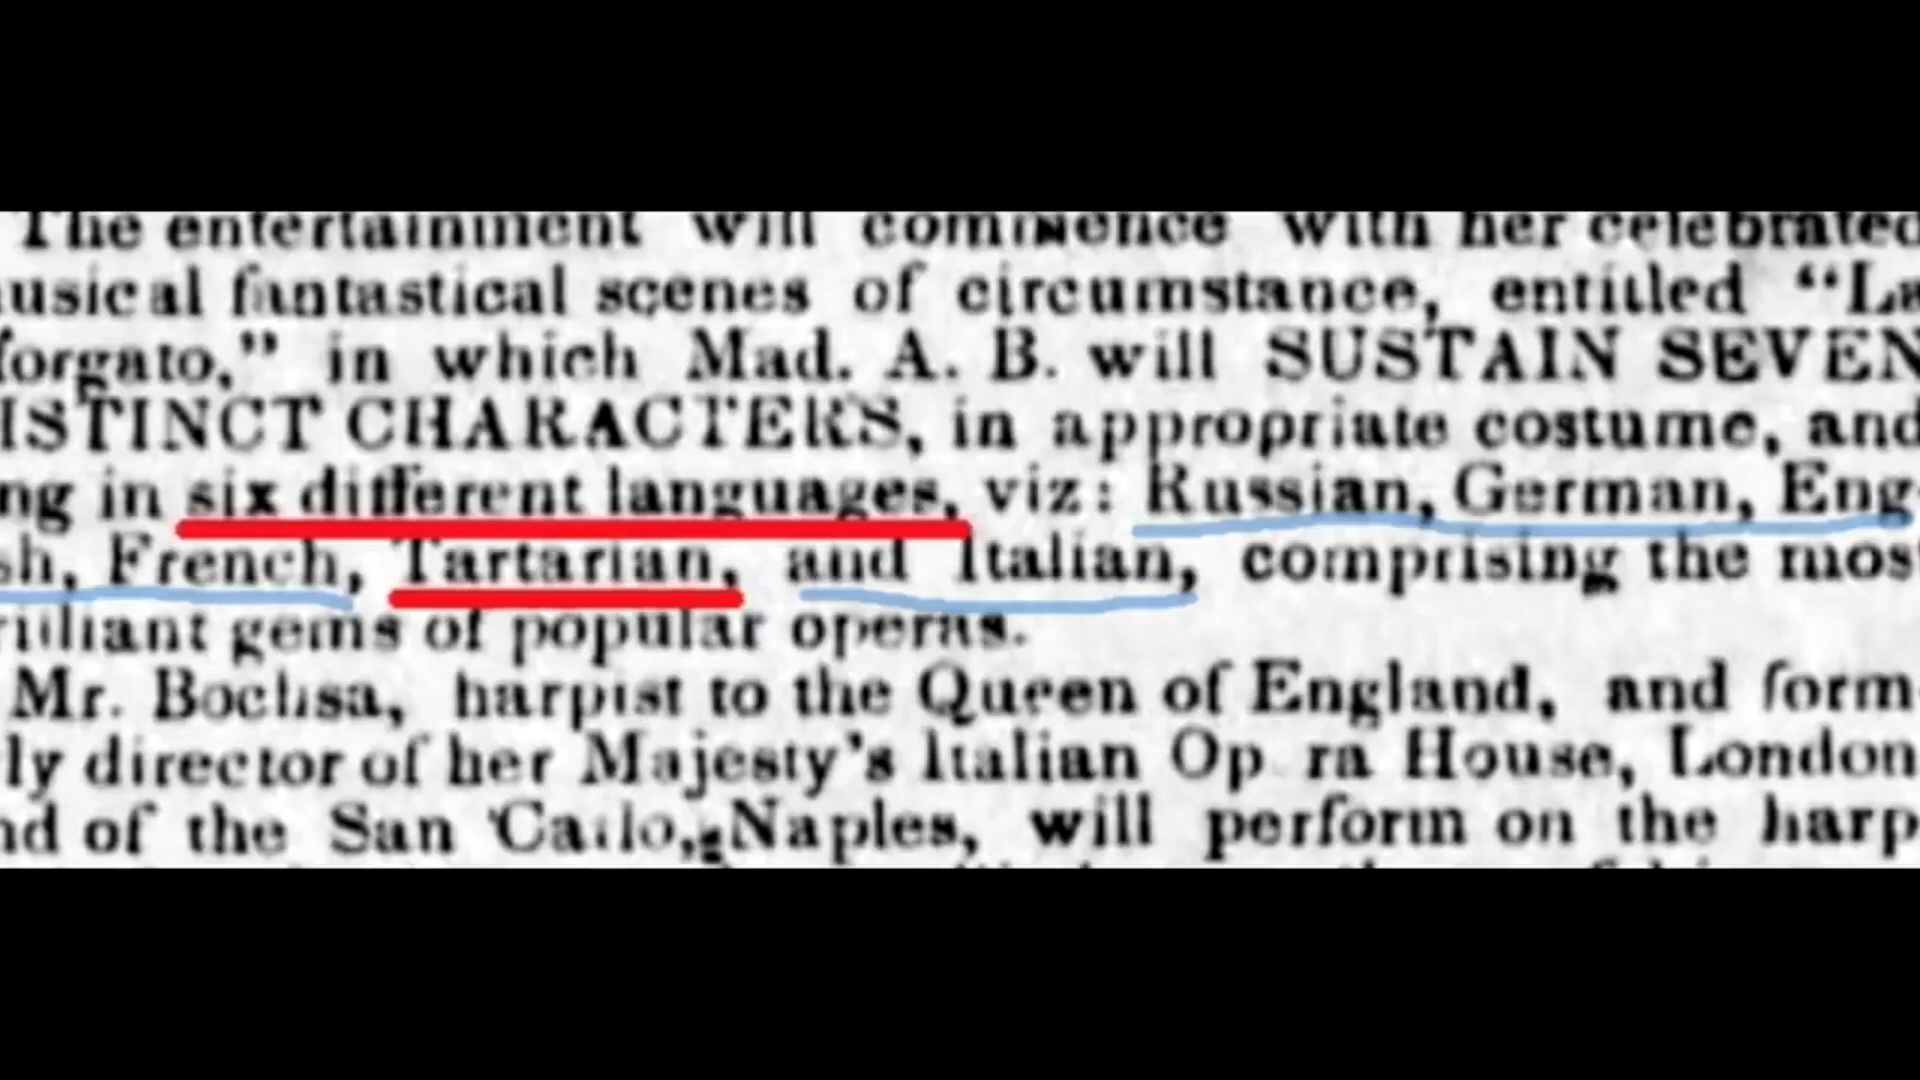 The entertainment will commence with her celebrated
usical fantastical scenes of circumstance, entitled "La
forgato," in which Mad. A. B. will SUSTAIN SEVEN
ISTINCT CHARACTERS, in appropriate costume, and
ng in six different languages, viz: Russian, German, Eng-
sh, French, Tartarian, and Italian, comprising the most
rilliant gems of popular operas.
Mr. Bochsa, harpist to the Queen of England, and form-
ly director of her Majesty's Italian Op ra House, London
nd of the San Carlo, Naples, will perform on the harp